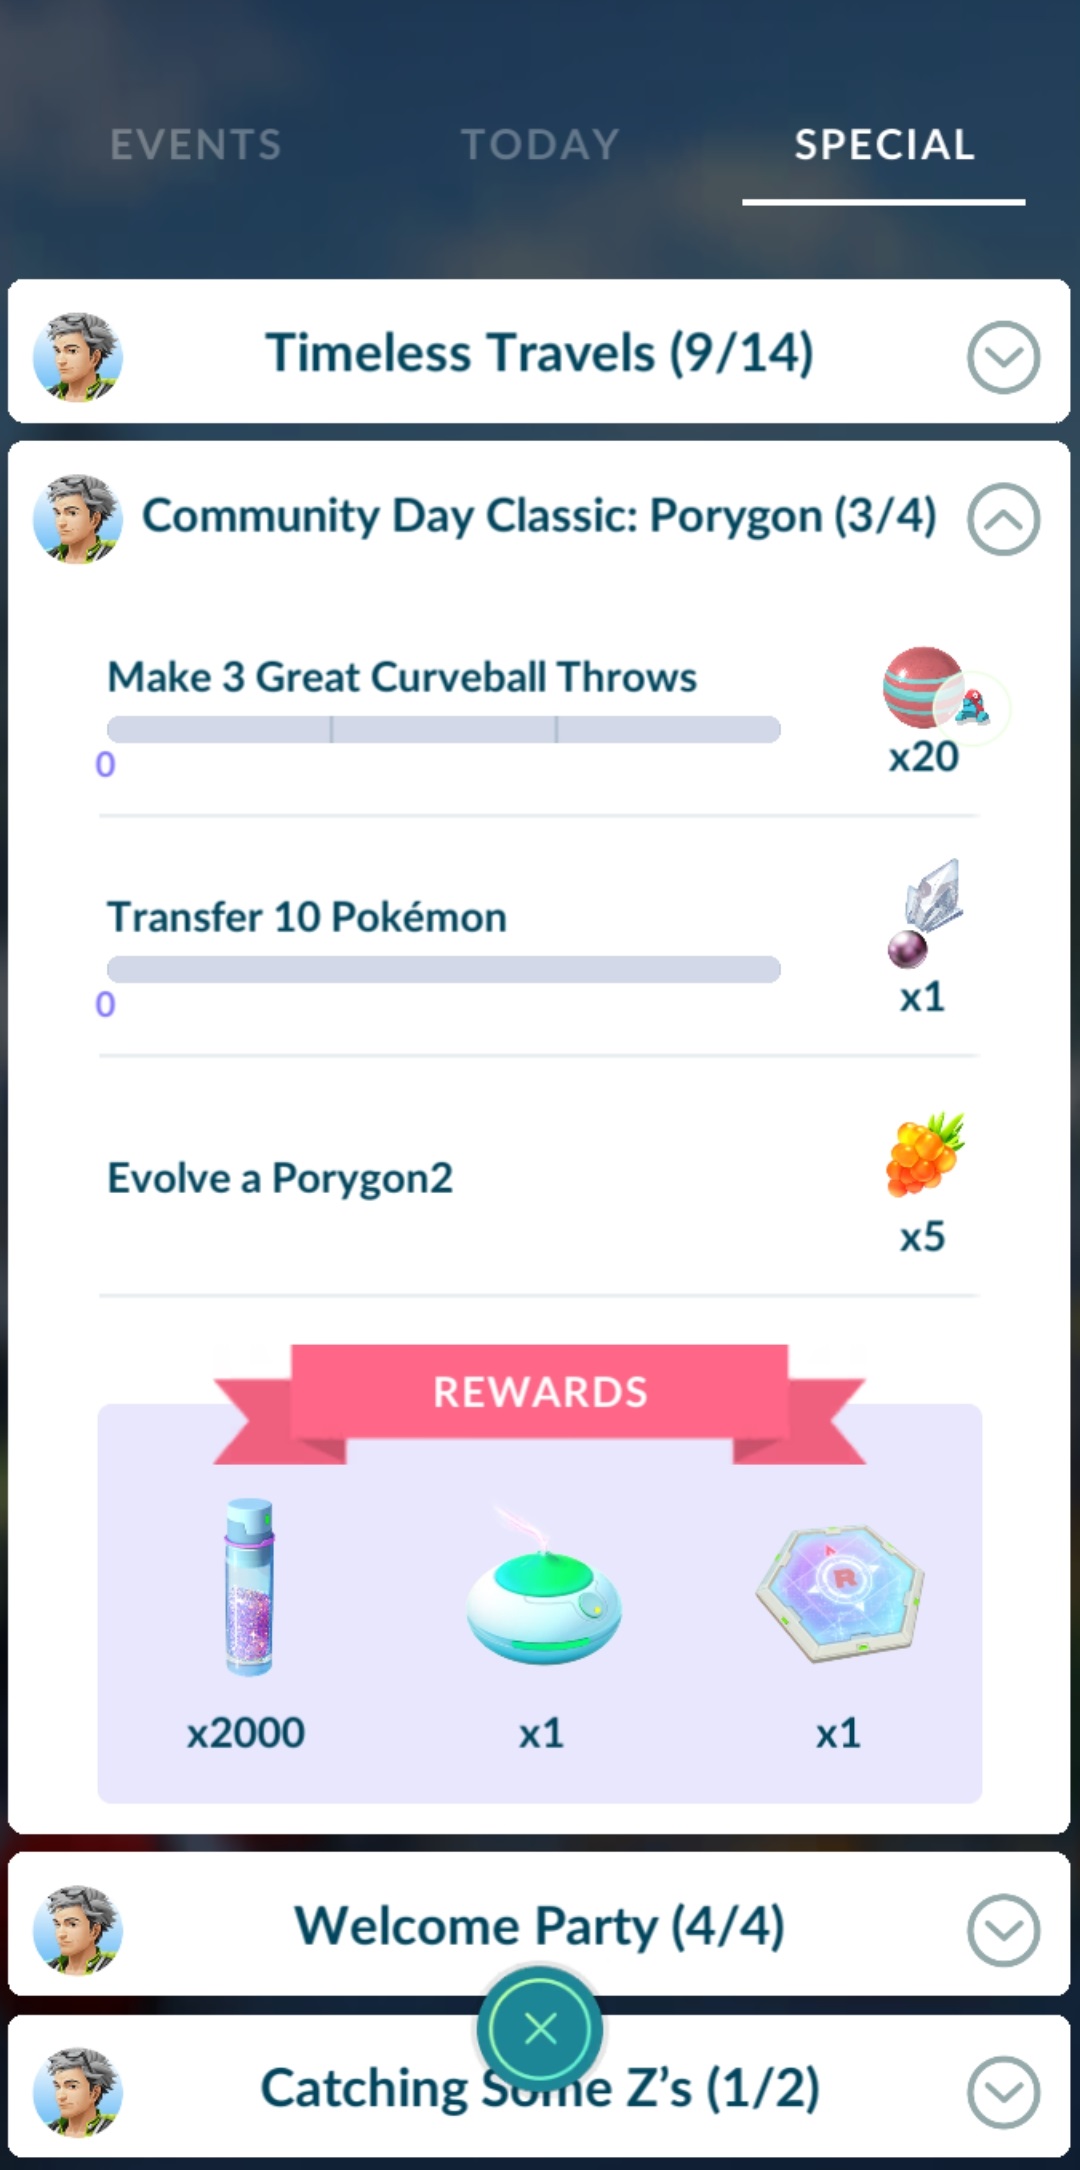 EVENTS
TODAY
SPECIAL
Timeless Travels (9/14)
Community Day Classic: Porygon (3/4)
Make 3 Great Curveball Throws
0
x20
Transfer 10 Pokémon
0
x1
Evolve a Porygon2
x5
REWARDS
R
x2000
x1
x1
Welcome Party (4/4)
Catching Some Z’s (1/2)